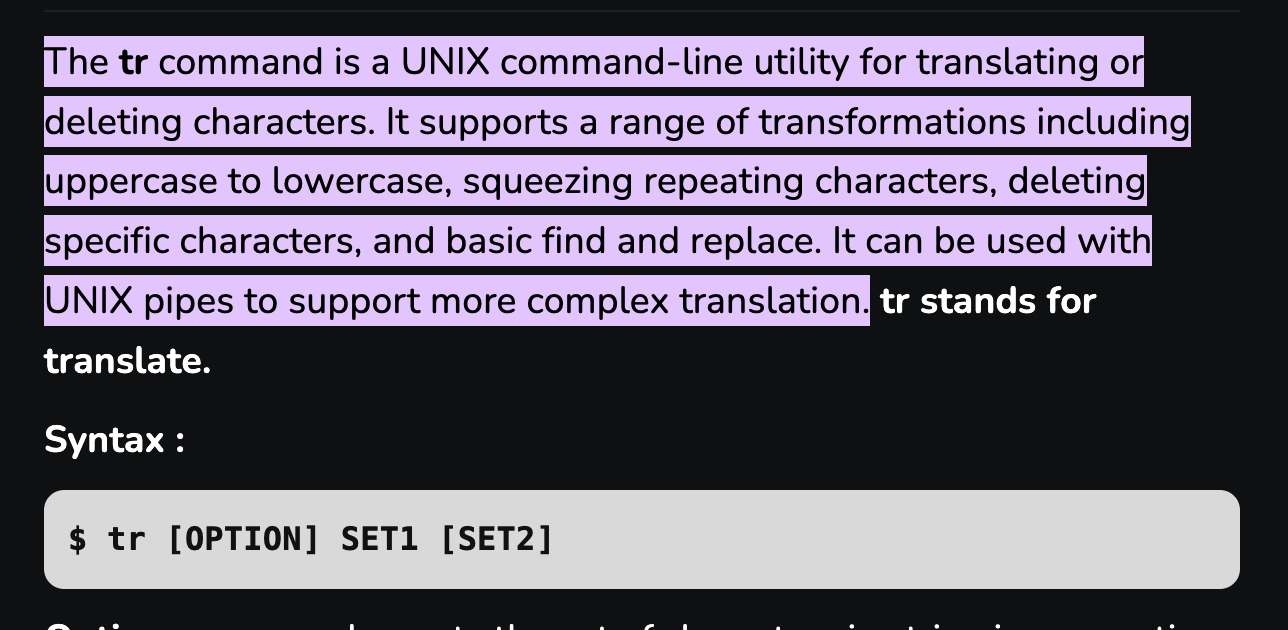 The tr command is a UNIX command-line utility for translating or
deleting characters. It supports a range of transformations including
uppercase to lowercase, squeezing repeating characters, deleting
specific characters, and basic find and replace. It can be used with
UNIX pipes to support more complex translation. tr stands for
translate.
Syntax :
$ tr [OPTION] SET1 [SET2]